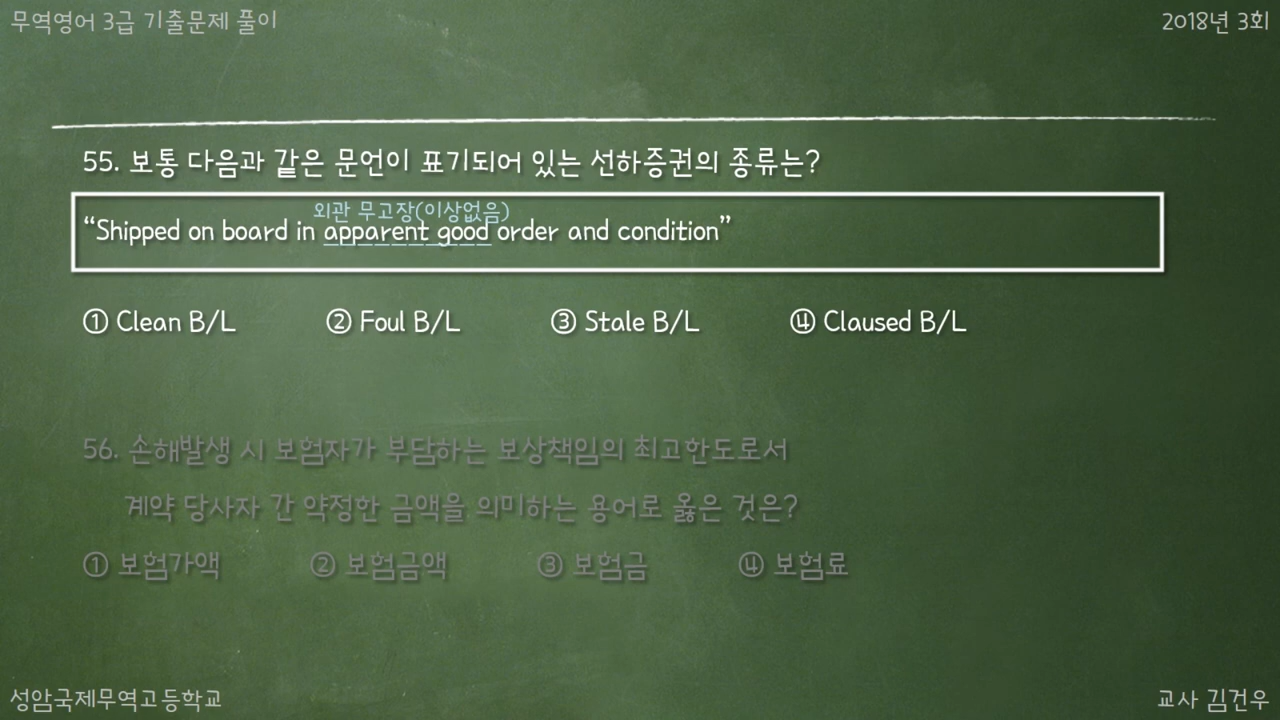 무역영어 3급 기출문제 풀이
2018년 3회
55. 보통 다음과 같은 문언이 표기되어 있는 선하증권의 종류는?
외관 무고장(이상없음)
“Shipped on board in apparent good order and condition”
① Clean B/L ② Foul B/L ③ Stale B/L ④ Claused B/L
56. 손해발생 시 보험자가 부담하는 보상책임의 최고한도로서
계약 당사자 간 약정한 금액을 의미하는 용어로 옳은 것은?
① 보험가액 ② 보험금액 ③ 보험금 ④ 보험료
성암국제무역고등학교
교사 김건우